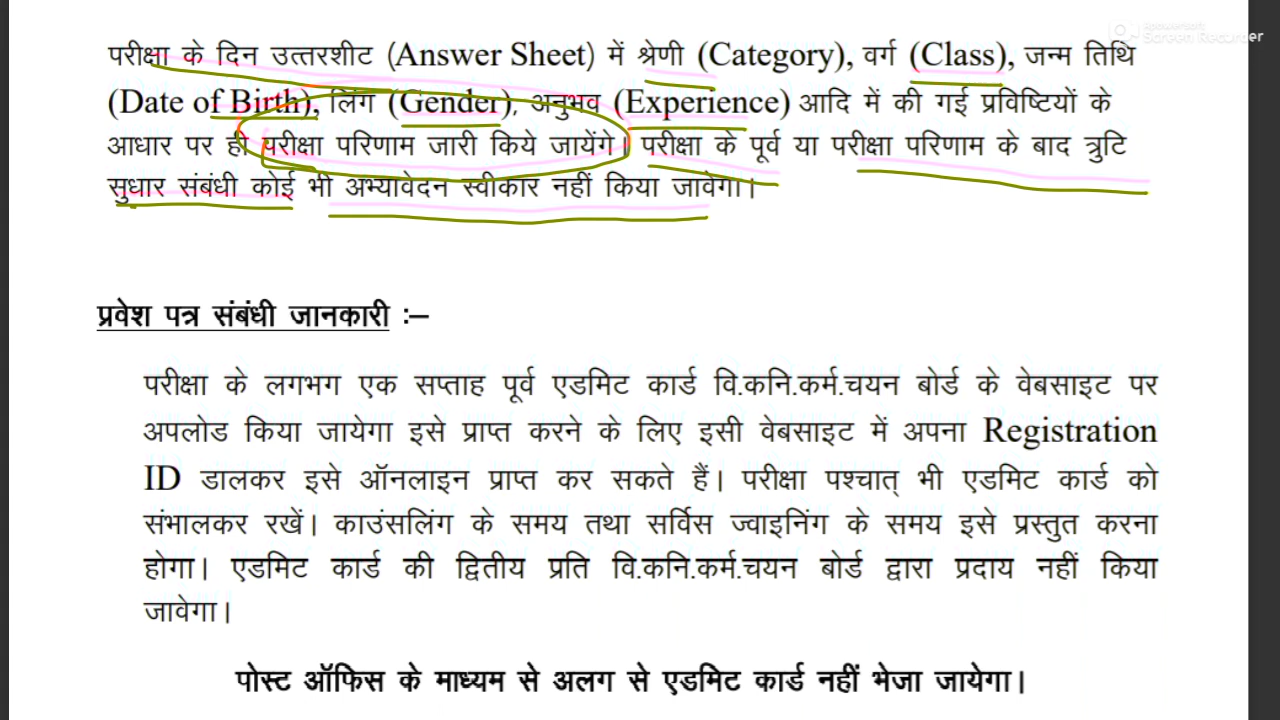 Apowersoft
Screen Recorder
परीक्षा के दिन उत्तरशीट (Answer Sheet) में श्रेणी (Category), वर्ग (Class), जन्म तिथि
(Date of Birth), लिंग (Gender), अनुभव (Experience) आदि में की गई प्रविष्टियों के
आधार पर ही परीक्षा परिणाम जारी किये जायेंगे। परीक्षा के पूर्व या परीक्षा परिणाम के बाद त्रुटि
सुधार संबंधी कोई भी अभ्यावेदन स्वीकार नहीं किया जावेगा।
प्रवेश पत्र संबंधी जानकारी :–
परीक्षा के लगभग एक सप्ताह पूर्व एडमिट कार्ड वि.कनि.कर्म.चयन बोर्ड के वेबसाइट पर
अपलोड किया जायेगा इसे प्राप्त करने के लिए इसी वेबसाइट में अपना Registration
ID डालकर इसे ऑनलाइन प्राप्त कर सकते हैं। परीक्षा पश्चात् भी एडमिट कार्ड को
संभालकर रखें। काउंसलिंग के समय तथा सर्विस ज्वाइनिंग के समय इसे प्रस्तुत करना
होगा। एडमिट कार्ड की द्वितीय प्रति वि.कनि.कर्म.चयन बोर्ड द्वारा प्रदाय नहीं किया
जावेगा।
पोस्ट ऑफिस के माध्यम से अलग से एडमिट कार्ड नहीं भेजा जायेगा।